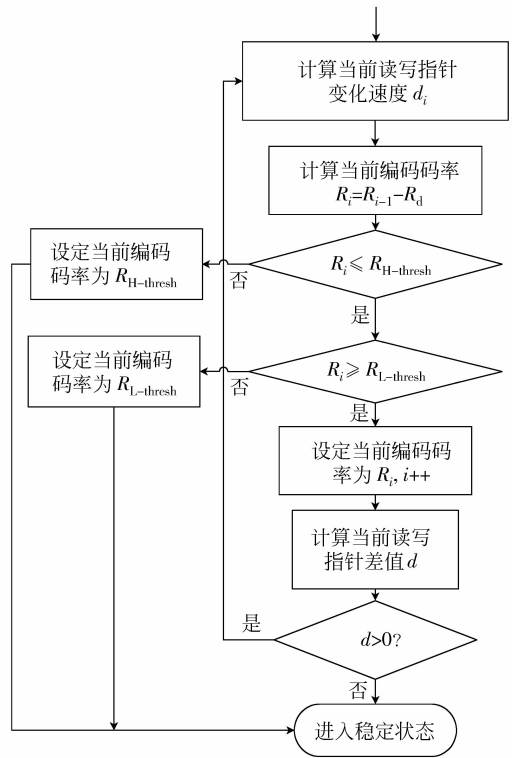 计算当前读写指针
变化速度 d_i
计算当前编码码率
R_i=R_{i-1}-R_d
设定当前编码
码率为 R_{H-thresh}
否
R_i⩽R_{H-thresh}
是
设定当前编码
码率为 R_{L-thresh}
否
R_i⩾R_{L-thresh}
是
设定当前编码码
率为 R_i, i++
计算当前读写
指针差值 d
是
d>0?
否
进入稳定状态